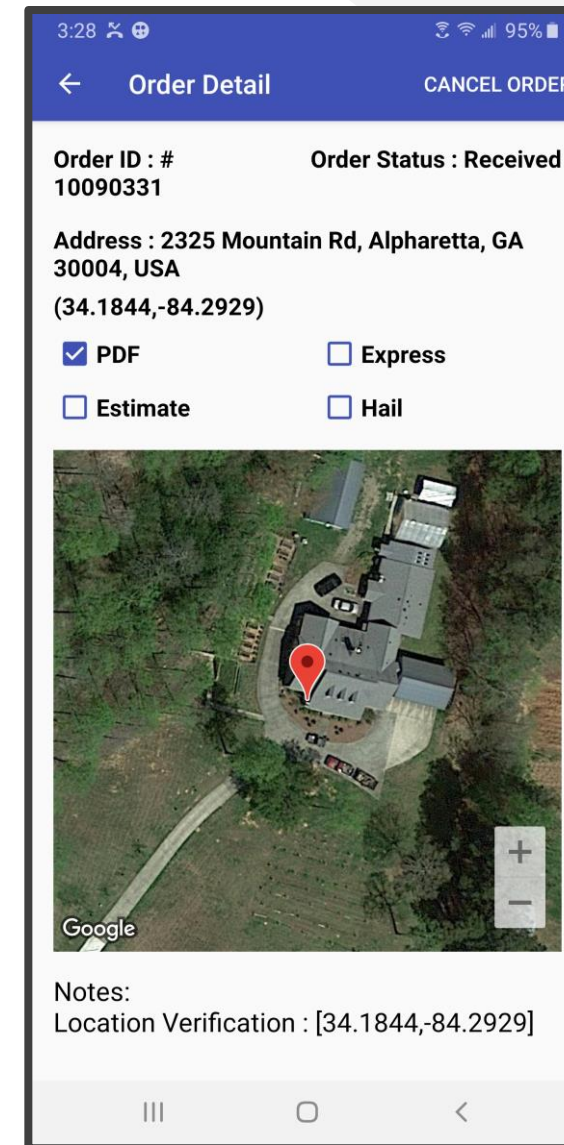 3:28 95%
Order Detail CANCEL ORDER
Order ID : # Order Status : Received
10090331
Address : 2325 Mountain Rd, Alpharetta, GA
30004, USA
(34.1844,-84.2929)
PDF Express
Estimate Hail
Google
Notes:
Location Verification : [34.1844,-84.2929]